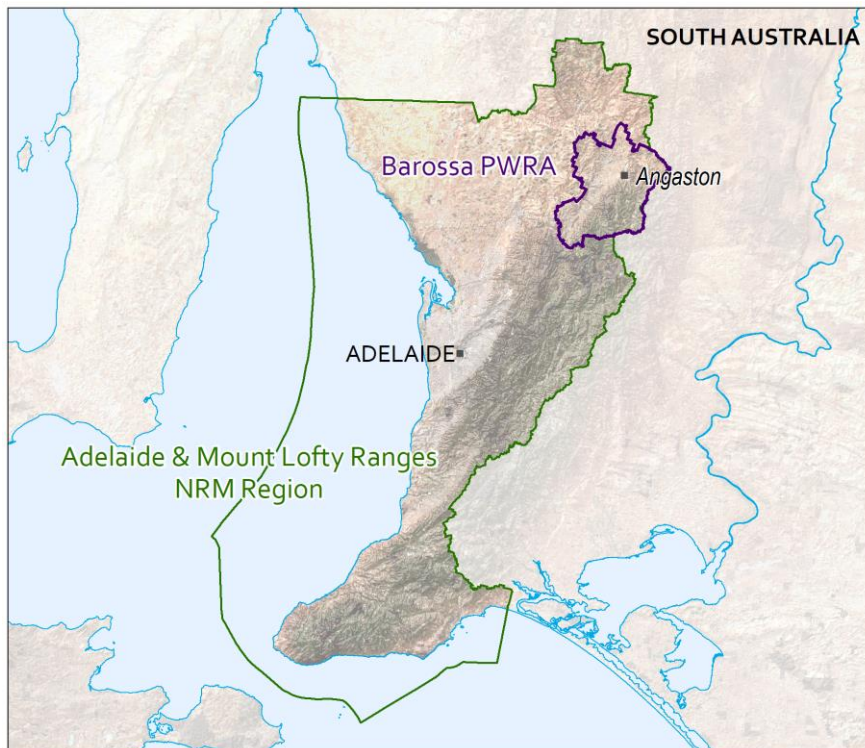 SOUTH AUSTRALIA
Barossa PWRA
Angaston
ADELAIDE
Adelaide & Mount Lofty Ranges
NRM Region